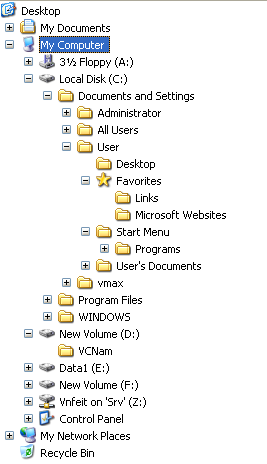 Desktop
My Documents
My Computer
3½ Floppy (A:)
Local Disk (C:)
Documents and Settings
Administrator
All Users
User
Desktop
Favorites
Links
Microsoft Websites
Start Menu
Programs
User's Documents
vmax
Program Files
WINDOWS
New Volume (D:)
VCNam
Data1 (E:)
New Volume (F:)
Vnfeit on 'Srv' (Z:)
Control Panel
My Network Places
Recycle Bin